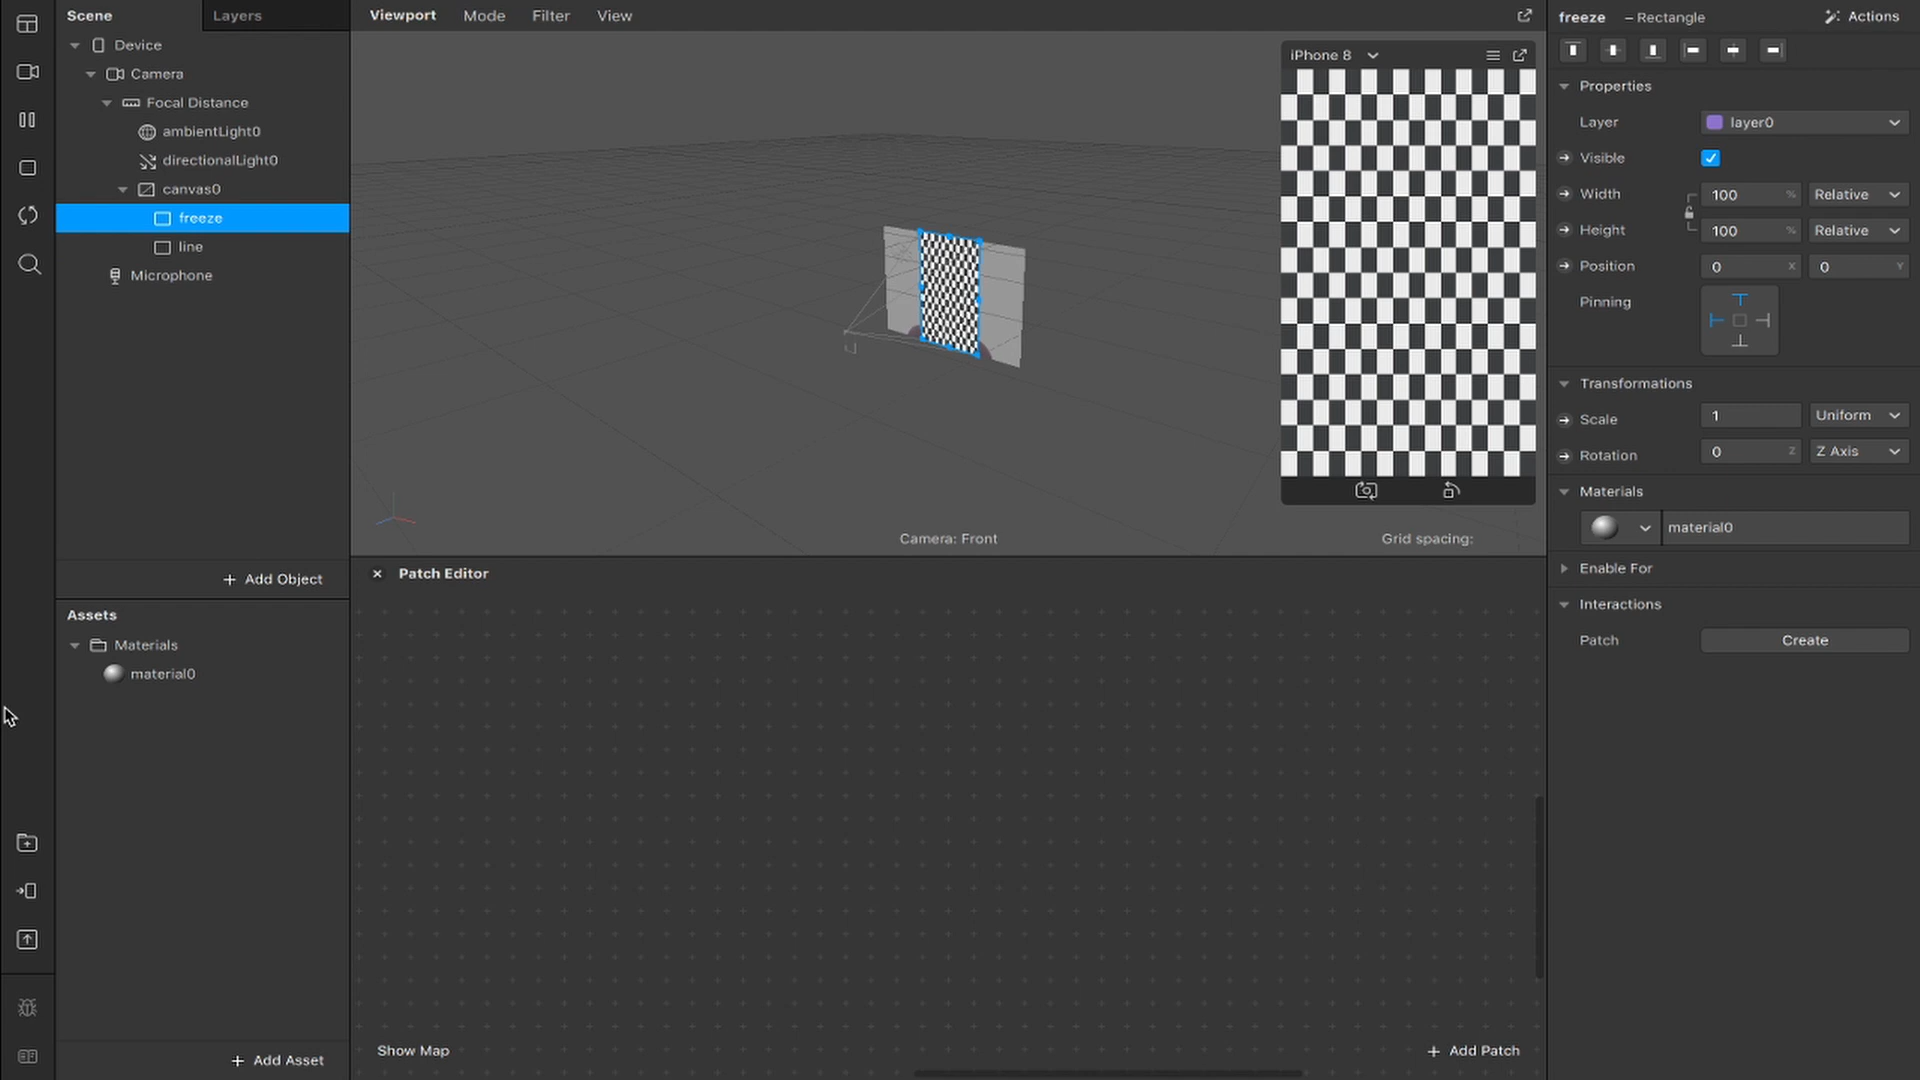 Scene
Layers
Device
Camera
Focal Distance
ambientLight0
directionalLight0
canvas0
freeze
line
Microphone
+ Add Object
Assets
Materials
material0
+ Add Asset
Viewport Mode Filter View
iPhone 8
Camera: Front
Grid spacing:
Patch Editor
Show Map
+ Add Patch
freeze – Rectangle
Actions
Properties
Layer layer0
Visible
Width 100 % Relative
Height 100 % Relative
Position 0 X 0 Y
Pinning
Transformations
Scale 1 Uniform
Rotation 0 Z Z Axis
Materials
material0
Enable For
Interactions
Patch Create